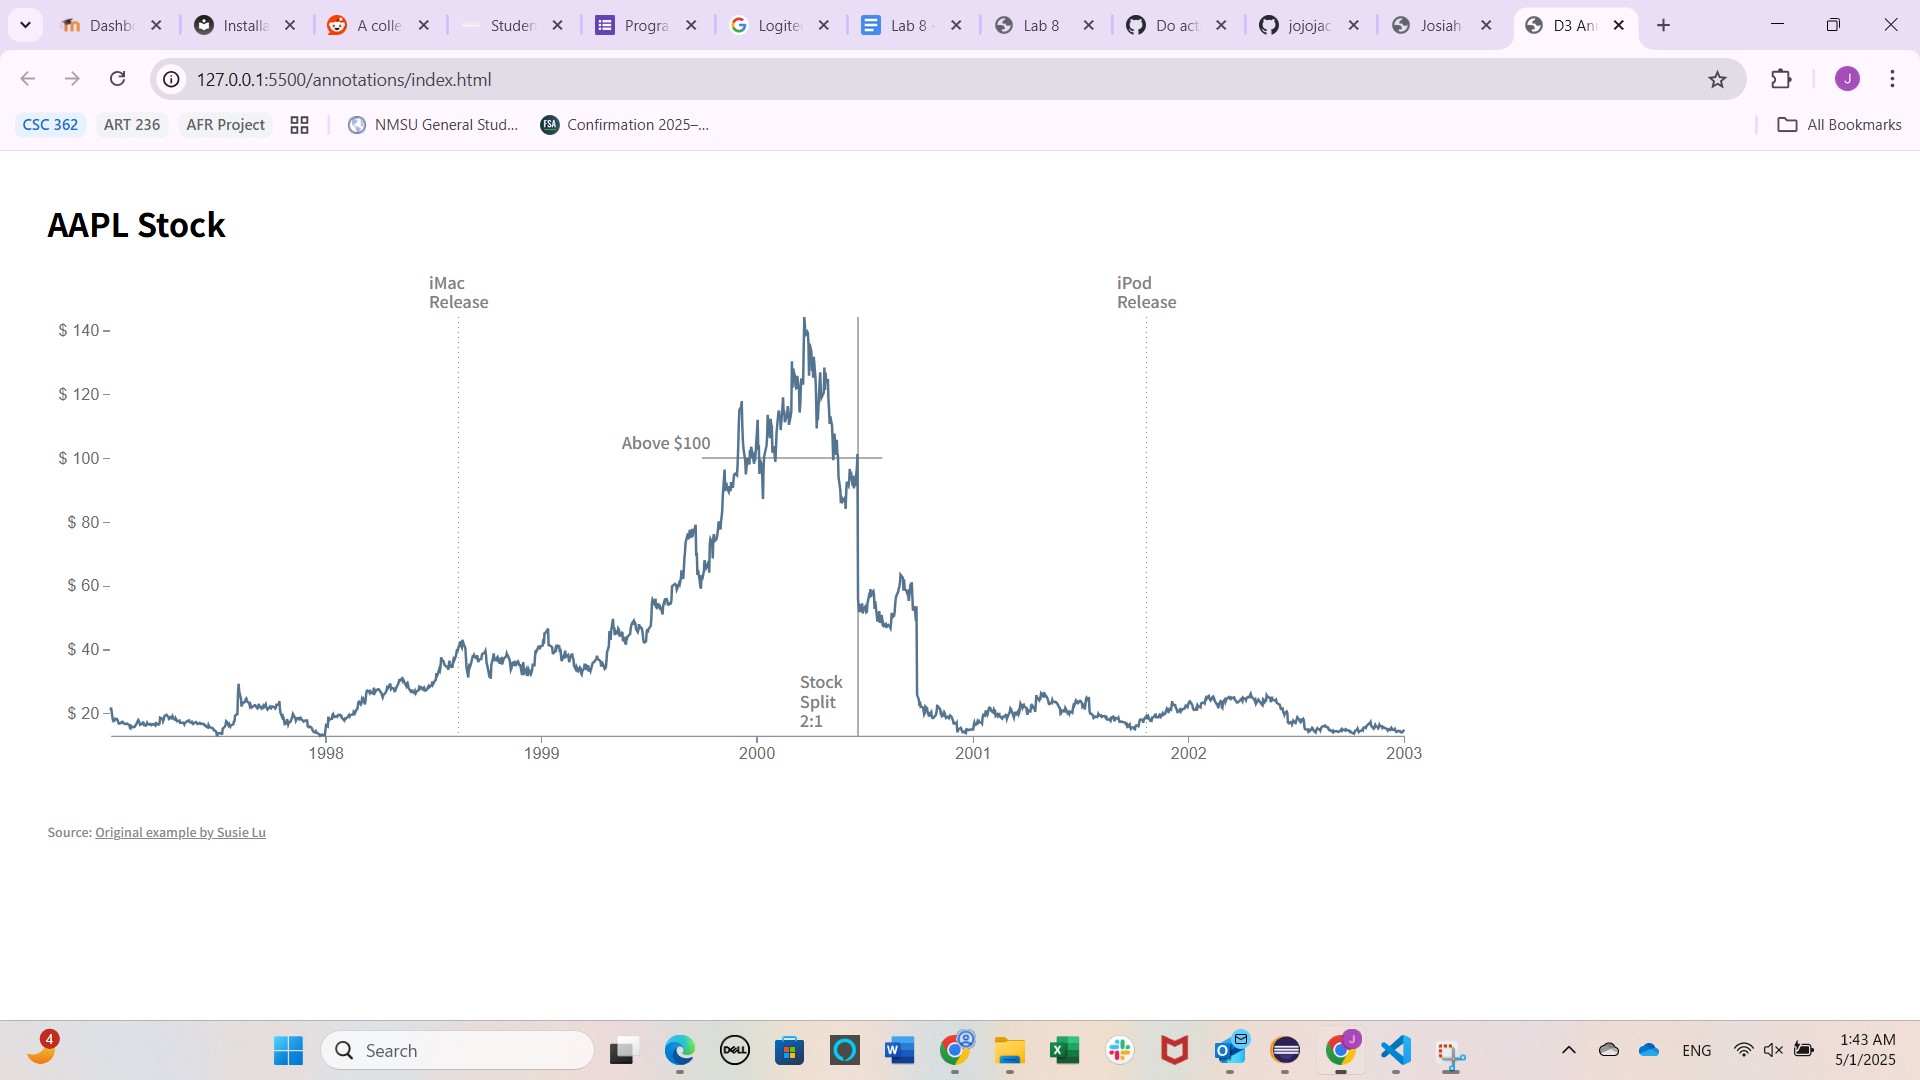 Dashb
Installa
A colle
Studen
Progra
Logite
Lab 8 -
Lab 8
Do act
jojojac
Josiah
D3 An
127.0.0.1:5500/annotations/index.html
J
CSC 362
ART 236
AFR Project
NMSU General Stud...
FSA
Confirmation 2025–...
All Bookmarks
AAPL Stock
iMac
Release
iPod
Release
$ 140
$ 120
Above $100
$ 100
$ 80
$ 60
$ 40
Stock
Split
2:1
$ 20
1998
1999
2000
2001
2002
2003
Source: Original example by Susie Lu
4
Search
DELL
ENG
1:43 AM
5/1/2025